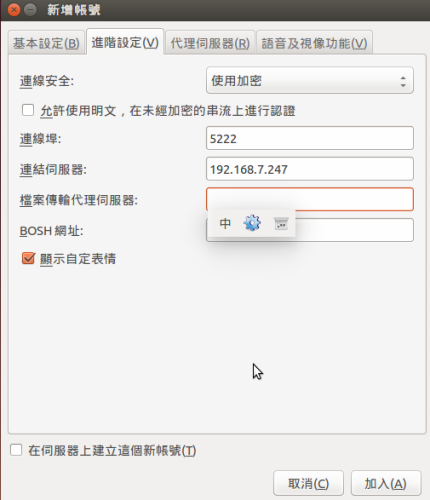 新增帳號
基本設定(B) 進階設定(V) 代理伺服器(R) 語音及視像功能(V)
連線安全: 使用加密
允許使用明文，在未經加密的串流上進行認證
連線埠: 5222
連結伺服器: 192.168.7.247
檔案傳輸代理伺服器:
中
BOSH 網址:
顯示自定表情
在伺服器上建立這個新帳號(T)
取消(C) 加入(A)